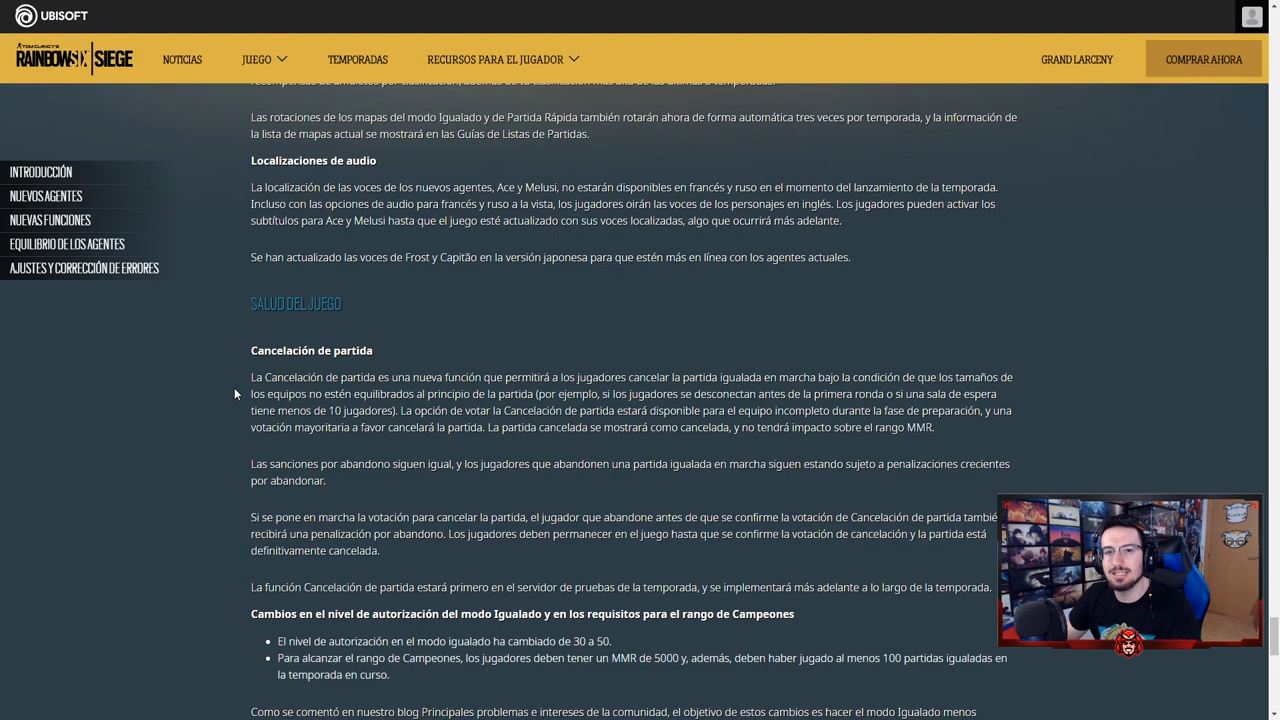 UBISOFT
TOM CLANCY'S
RAINBOWSIX SIEGE
NOTICIAS
JUEGO
TEMPORADAS
RECURSOS PARA EL JUGADOR
GRAND LARCENY
COMPRAR AHORA
INTRODUCCIÓN
NUEVOS AGENTES
NUEVAS FUNCIONES
EQUILIBRIO DE LOS AGENTES
AJUSTES Y CORRECCIÓN DE ERRORES
Las rotaciones de los mapas del modo Igualado y de Partida Rápida también rotarán ahora de forma automática tres veces por temporada, y la información de
la lista de mapas actual se mostrará en las Guías de Listas de Partidas.
Localizaciones de audio
La localización de las voces de los nuevos agentes, Ace y Melusi, no estarán disponibles en francés y ruso en el momento del lanzamiento de la temporada.
Incluso con las opciones de audio para francés y ruso a la vista, los jugadores oirán las voces de los personajes en inglés. Los jugadores pueden activar los
subtítulos para Ace y Melusi hasta que el juego esté actualizado con sus voces localizadas, algo que ocurrirá más adelante.
Se han actualizado las voces de Frost y Capitão en la versión japonesa para que estén más en línea con los agentes actuales.
SALUD DEL JUEGO
Cancelación de partida
La Cancelación de partida es una nueva función que permitirá a los jugadores cancelar la partida igualada en marcha bajo la condición de que los tamaños de
los equipos no estén equilibrados al principio de la partida (por ejemplo, si los jugadores se desconectan antes de la primera ronda o si una sala de espera
tiene menos de 10 jugadores). La opción de votar la Cancelación de partida estará disponible para el equipo incompleto durante la fase de preparación, y una
votación mayoritaria a favor cancelará la partida. La partida cancelada se mostrará como cancelada, y no tendrá impacto sobre el rango MMR.
Las sanciones por abandono siguen igual, y los jugadores que abandonen una partida igualada en marcha siguen estando sujeto a penalizaciones crecientes
por abandonar.
Si se pone en marcha la votación para cancelar la partida, el jugador que abandone antes de que se confirme la votación de Cancelación de partida tambié
recibirá una penalización por abandono. Los jugadores deben permanecer en el juego hasta que se confirme la votación de cancelación y la partida está
definitivamente cancelada.
La función Cancelación de partida estará primero en el servidor de pruebas de la temporada, y se implementará más adelante a lo largo de la temporada.
Cambios en el nivel de autorización del modo Igualado y en los requisitos para el rango de Campeones
• El nivel de autorización en el modo igualado ha cambiado de 30 a 50.
• Para alcanzar el rango de Campeones, los jugadores deben tener un MMR de 5000 y, además, deben haber jugado al menos 100 partidas igualadas en
la temporada en curso.
Como se comentó en nuestro blog Principales problemas e intereses de la comunidad, el objetivo de estos cambios es hacer el modo Igualado menos